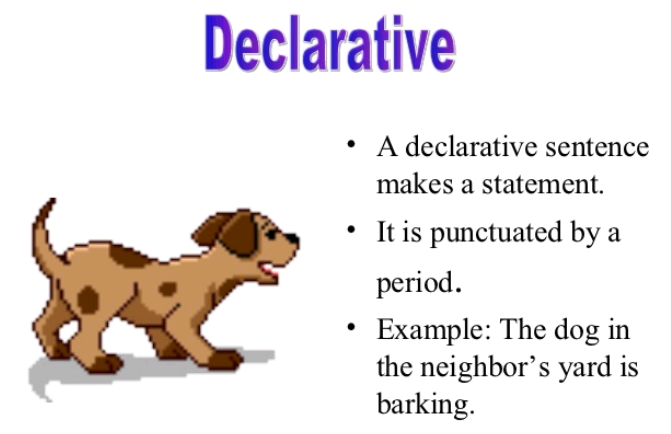 Declarative
• A declarative sentence
makes a statement.
• It is punctuated by a
period.
• Example: The dog in
the neighbor’s yard is
barking.